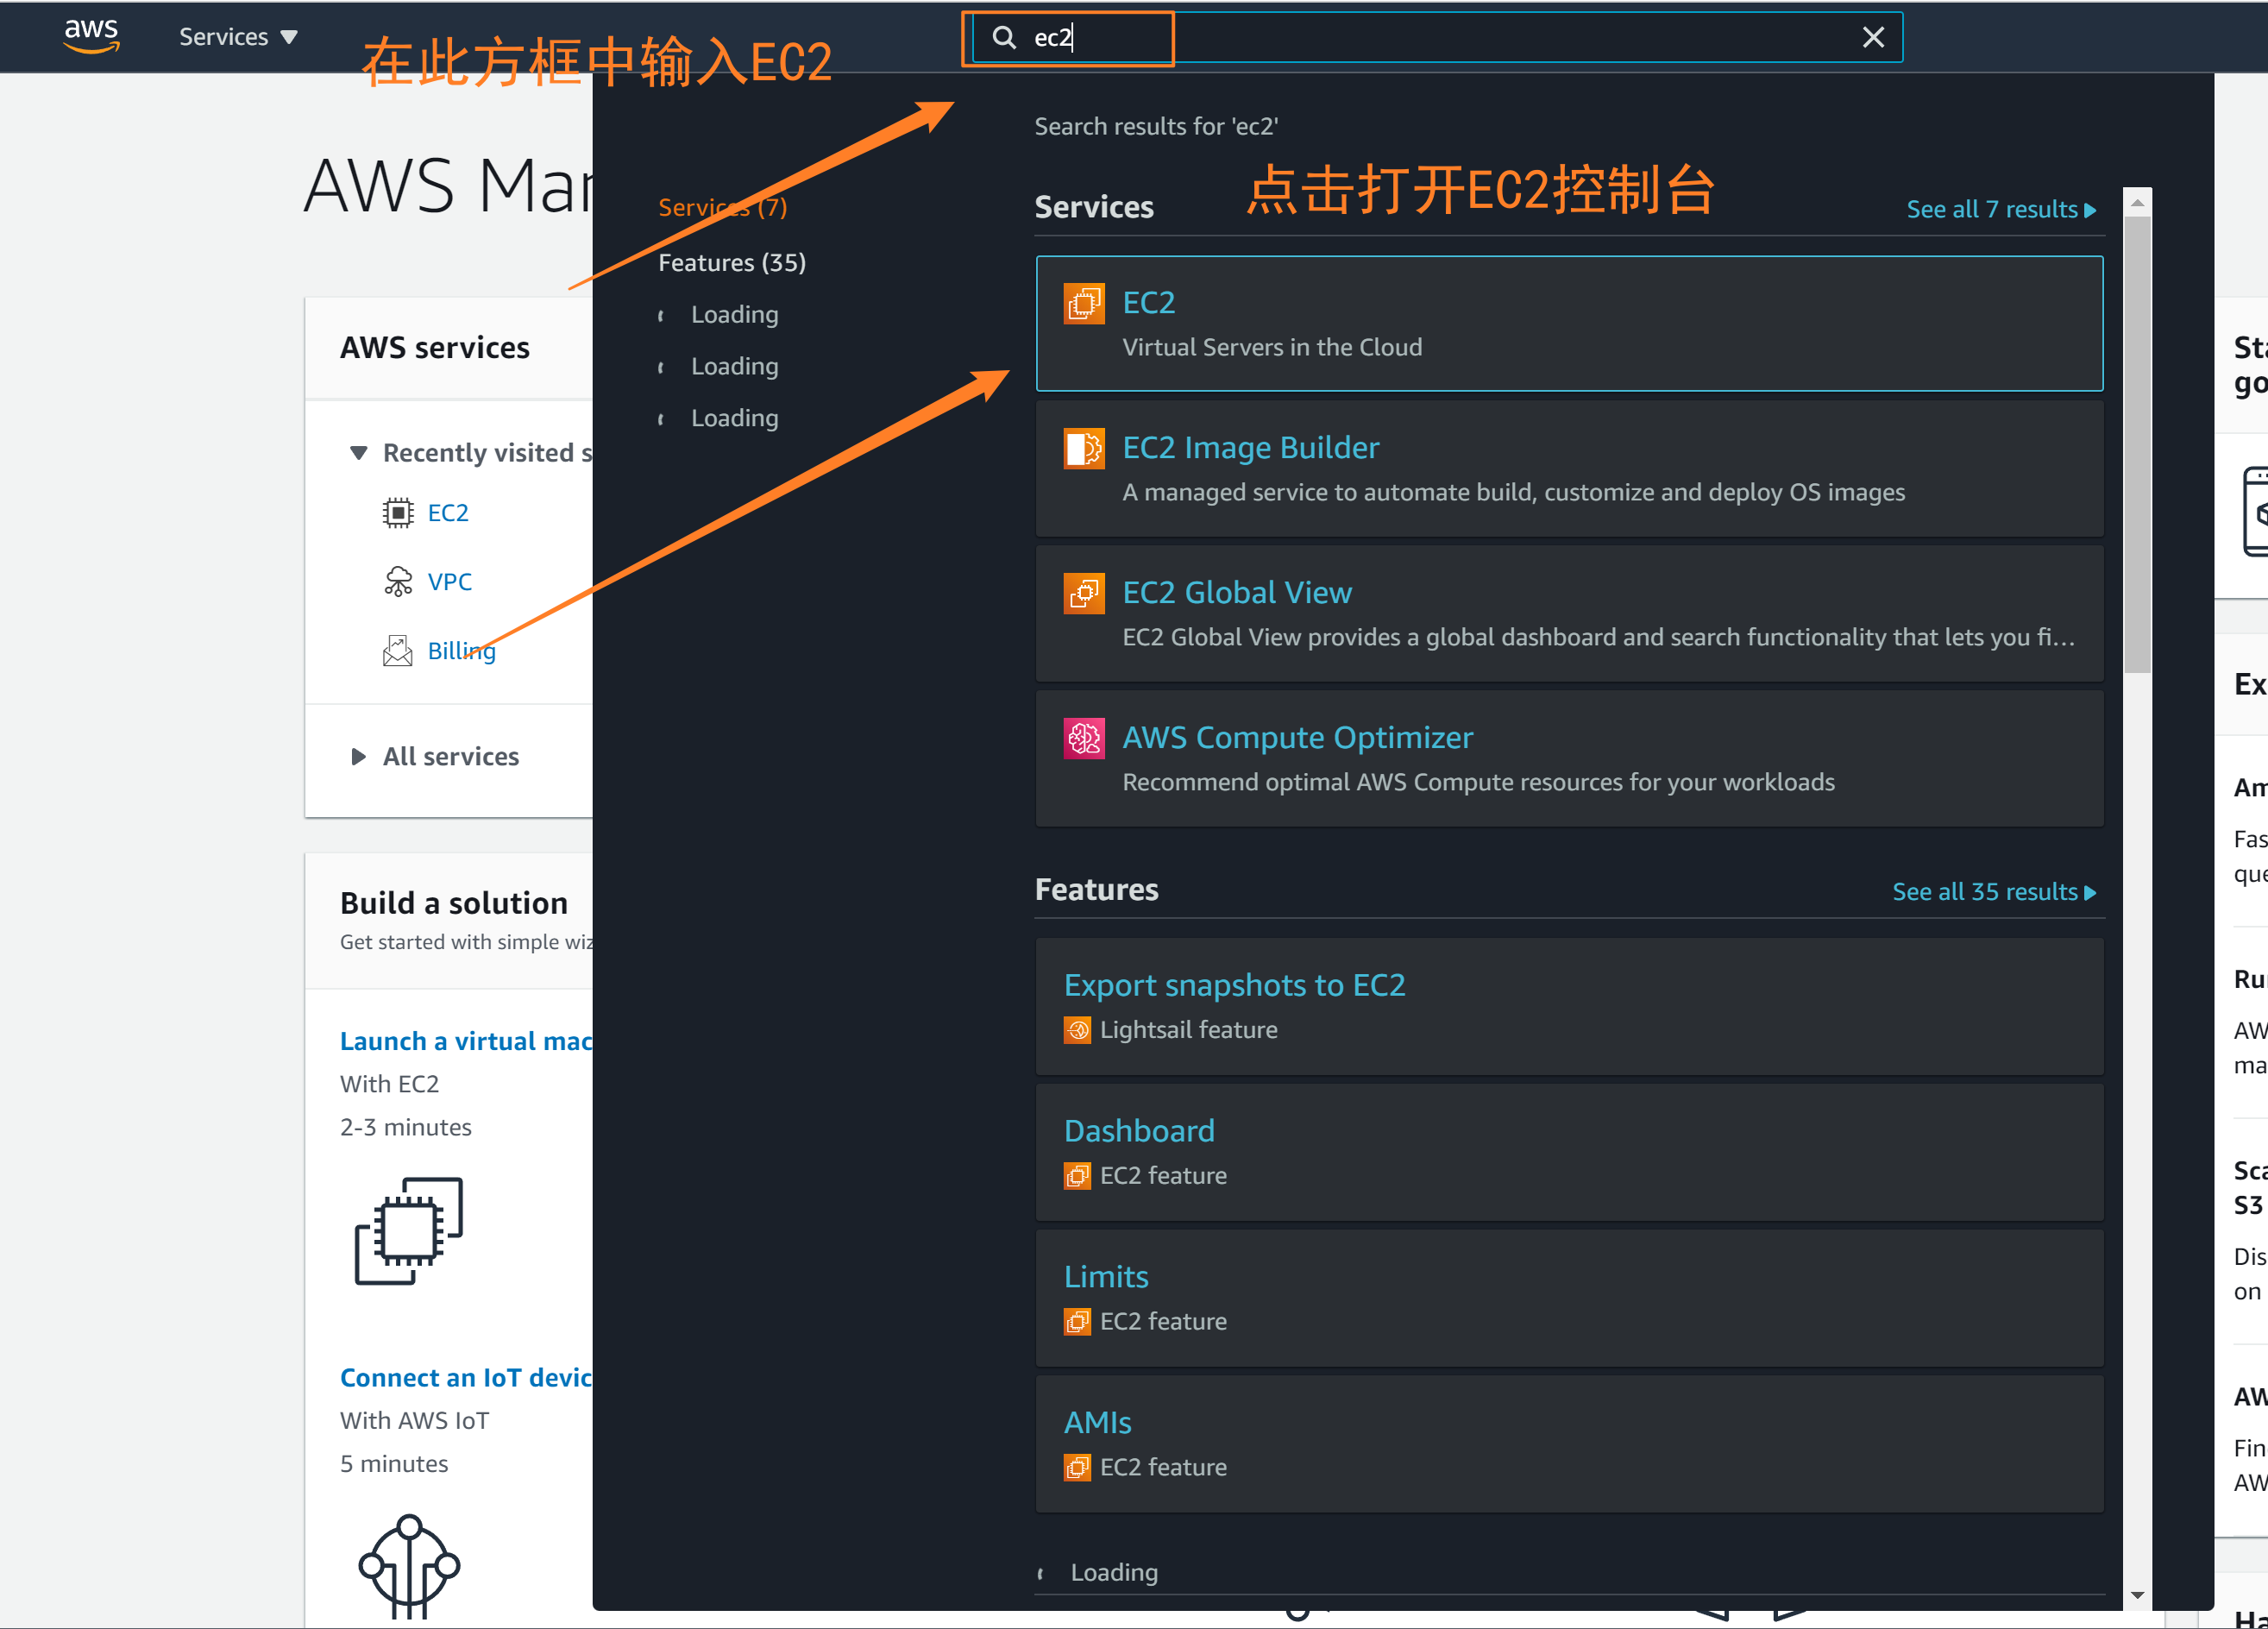 aws
Services
ec2
在此方框中输入EC2
Search results for 'ec2'
AWS Mar
点击打开EC2控制台
Services (7)
Features (35)
Loading
Loading
Loading
Services
See all 7 results
EC2
Virtual Servers in the Cloud
EC2 Image Builder
A managed service to automate build, customize and deploy OS images
EC2 Global View
EC2 Global View provides a global dashboard and search functionality that lets you fi...
AWS Compute Optimizer
Recommend optimal AWS Compute resources for your workloads
Features
See all 35 results
Export snapshots to EC2
Lightsail feature
Dashboard
EC2 feature
Limits
EC2 feature
AMIs
EC2 feature
Loading
AWS services
Recently visited s
EC2
VPC
Billing
All services
Build a solution
Get started with simple wiz
Launch a virtual mac
With EC2
2-3 minutes
Connect an IoT devic
With AWS IoT
5 minutes
Sta
go
Ex
Am
Fas
que
Ru
AW
ma
Sca
S3
Dis
on
AW
Fin
AW
Ha